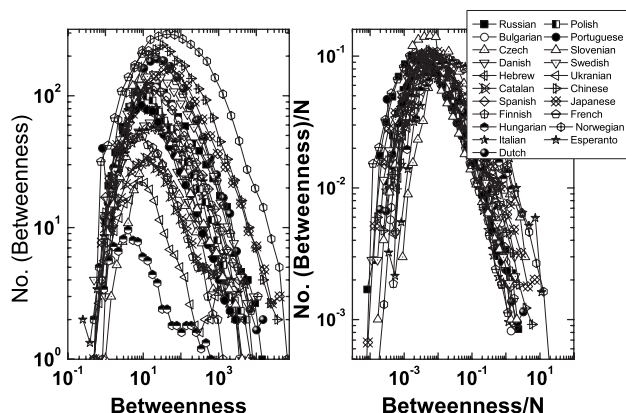 No. (Betweenness)
10^2
10^1
10^0
10^-1
10^1
10^3
Betweenness
No. (Betweenness)/N
10^-1
10^-2
10^-3
10^-3
10^-1
10^1
Betweenness/N
Russian Polish
Bulgarian Portuguese
Czech Slovenian
Danish Swedish
Hebrew Ukranian
Catalan Chinese
Spanish Japanese
Finnish French
Hungarian Norwegian
Italian Esperanto
Dutch